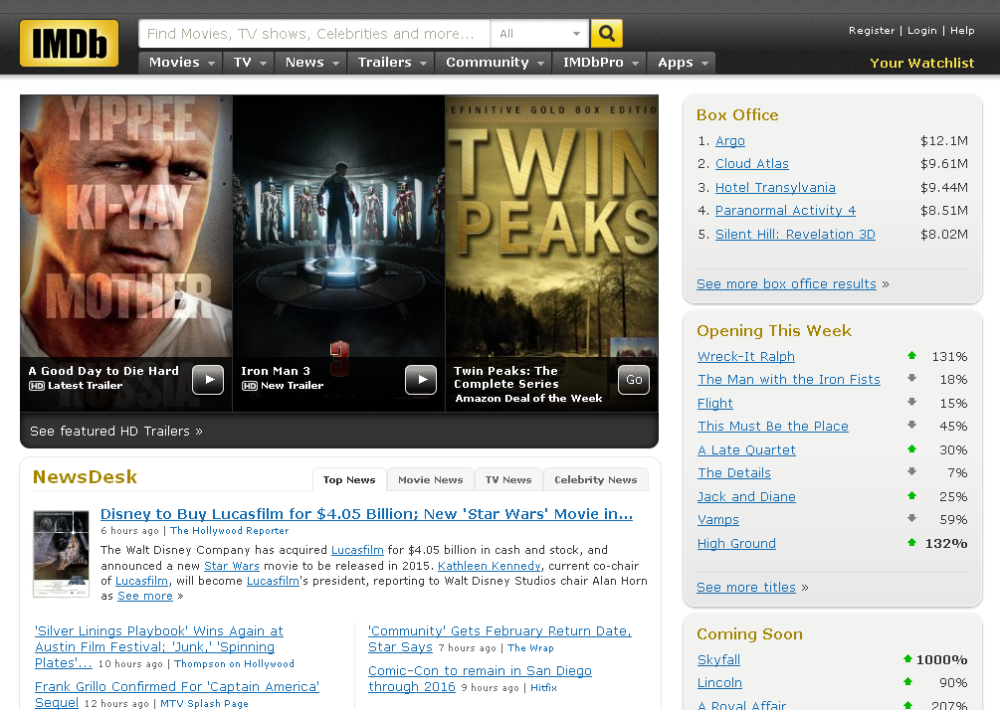 IMDb
Find Movies, TV shows, Celebrities and more...
All
Register | Login | Help
Movies
TV
News
Trailers
Community
IMDbPro
Apps
Your Watchlist
YIPPEE
KI-YAY
MOTHER
RUSSIA
A Good Day to Die Hard
HD Latest Trailer
3
Iron Man 3
HD New Trailer
DEFINITIVE GOLD BOX EDITIO
TWIN
PEAKS
Twin Peaks: The
Complete Series
Amazon Deal of the Week
Go
See featured HD Trailers »
Box Office
1. Argo $12.1M
2. Cloud Atlas $9.61M
3. Hotel Transylvania $9.44M
4. Paranormal Activity 4 $8.51M
5. Silent Hill: Revelation 3D $8.02M
See more box office results »
Opening This Week
Wreck-It Ralph 131%
The Man with the Iron Fists 18%
Flight 15%
This Must Be the Place 45%
A Late Quartet 30%
The Details 7%
Jack and Diane 25%
Vamps 59%
High Ground 132%
See more titles »
Coming Soon
Skyfall 1000%
Lincoln 90%
A Royal Affair 207%
NewsDesk
Top News
Movie News
TV News
Celebrity News
Disney to Buy Lucasfilm for $4.05 Billion; New 'Star Wars' Movie in...
6 hours ago | The Hollywood Reporter
The Walt Disney Company has acquired Lucasfilm for $4.05 billion in cash and stock, and
announced a new Star Wars movie to be released in 2015. Kathleen Kennedy, current co-chair
of Lucasfilm, will become Lucasfilm's president, reporting to Walt Disney Studios chair Alan Horn
as See more »
'Silver Linings Playbook' Wins Again at
Austin Film Festival; 'Junk,' 'Spinning
Plates'... 10 hours ago | Thompson on Hollywood
Frank Grillo Confirmed For 'Captain America'
Sequel 12 hours ago | MTV Splash Page
'Community' Gets February Return Date,
Star Says 7 hours ago | The Wrap
Comic-Con to remain in San Diego
through 2016 9 hours ago | Hitfix